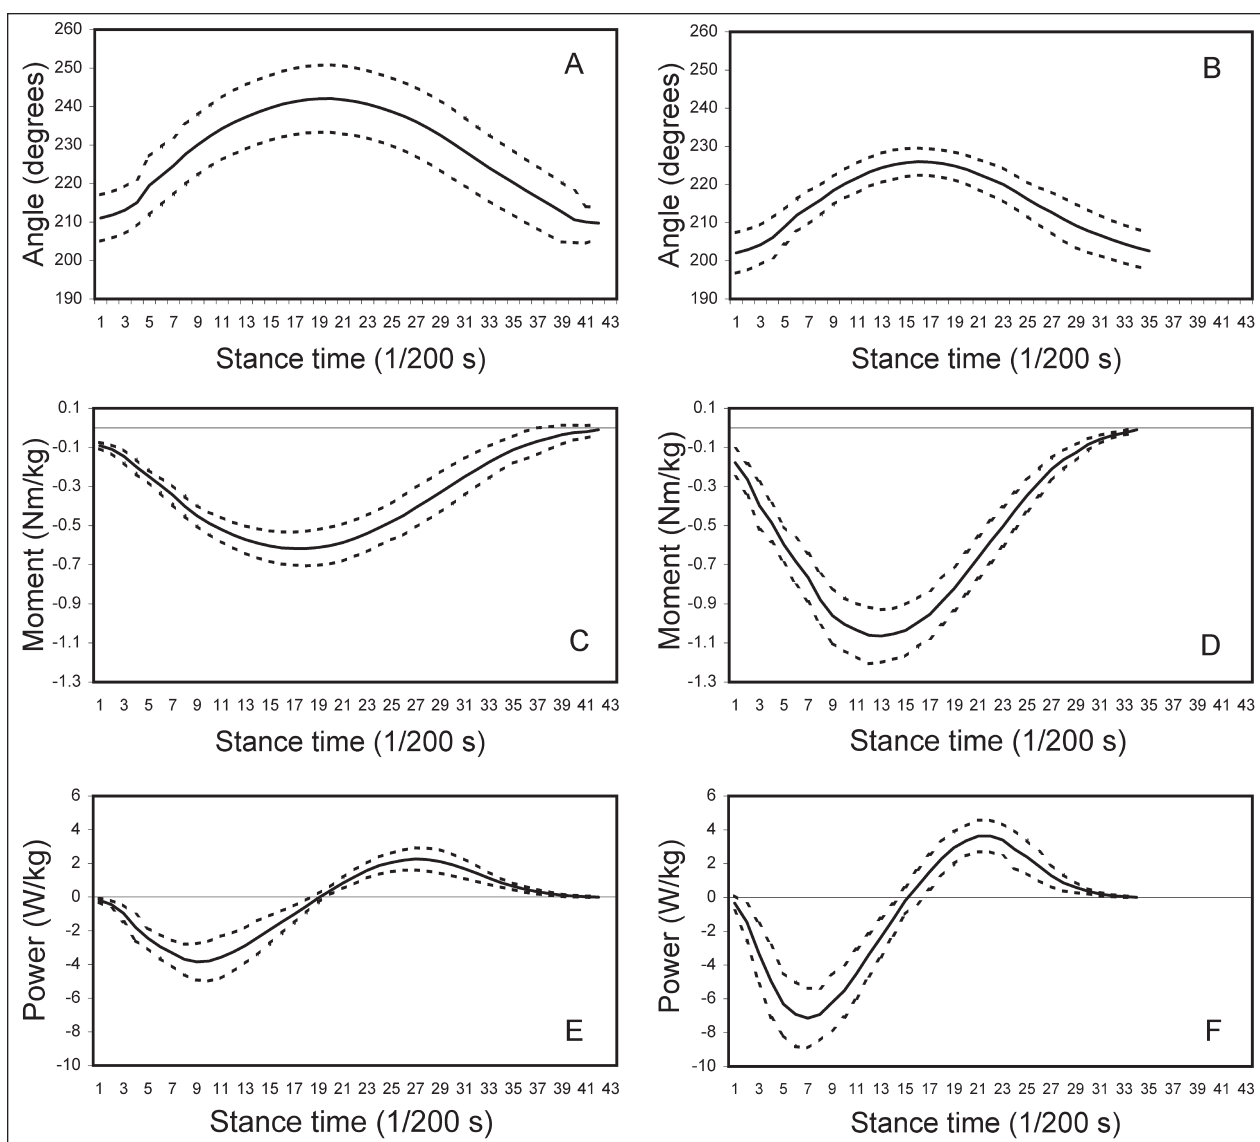 260
250
240
230
220
210
200
190
Angle (degrees)
A
1 3 5 7 9 11 13 15 17 19 21 23 25 27 29 31 33 35 37 39 41 43
Stance time (1/200 s)
260
250
240
230
220
210
200
190
Angle (degrees)
B
1 3 5 7 9 11 13 15 17 19 21 23 25 27 29 31 33 35 37 39 41 43
Stance time (1/200 s)
0.1
-0.1
-0.3
-0.5
-0.7
-0.9
-1.1
-1.3
Moment (Nm/kg)
C
1 3 5 7 9 11 13 15 17 19 21 23 25 27 29 31 33 35 37 39 41 43
Stance time (1/200 s)
0.1
-0.1
-0.3
-0.5
-0.7
-0.9
-1.1
-1.3
Moment (Nm/kg)
D
1 3 5 7 9 11 13 15 17 19 21 23 25 27 29 31 33 35 37 39 41 43
Stance time (1/200 s)
6
4
2
0
-2
-4
-6
-8
-10
Power (W/kg)
E
1 3 5 7 9 11 13 15 17 19 21 23 25 27 29 31 33 35 37 39 41 43
Stance time (1/200 s)
6
4
2
0
-2
-4
-6
-8
-10
Power (W/kg)
F
1 3 5 7 9 11 13 15 17 19 21 23 25 27 29 31 33 35 37 39 41 43
Stance time (1/200 s)